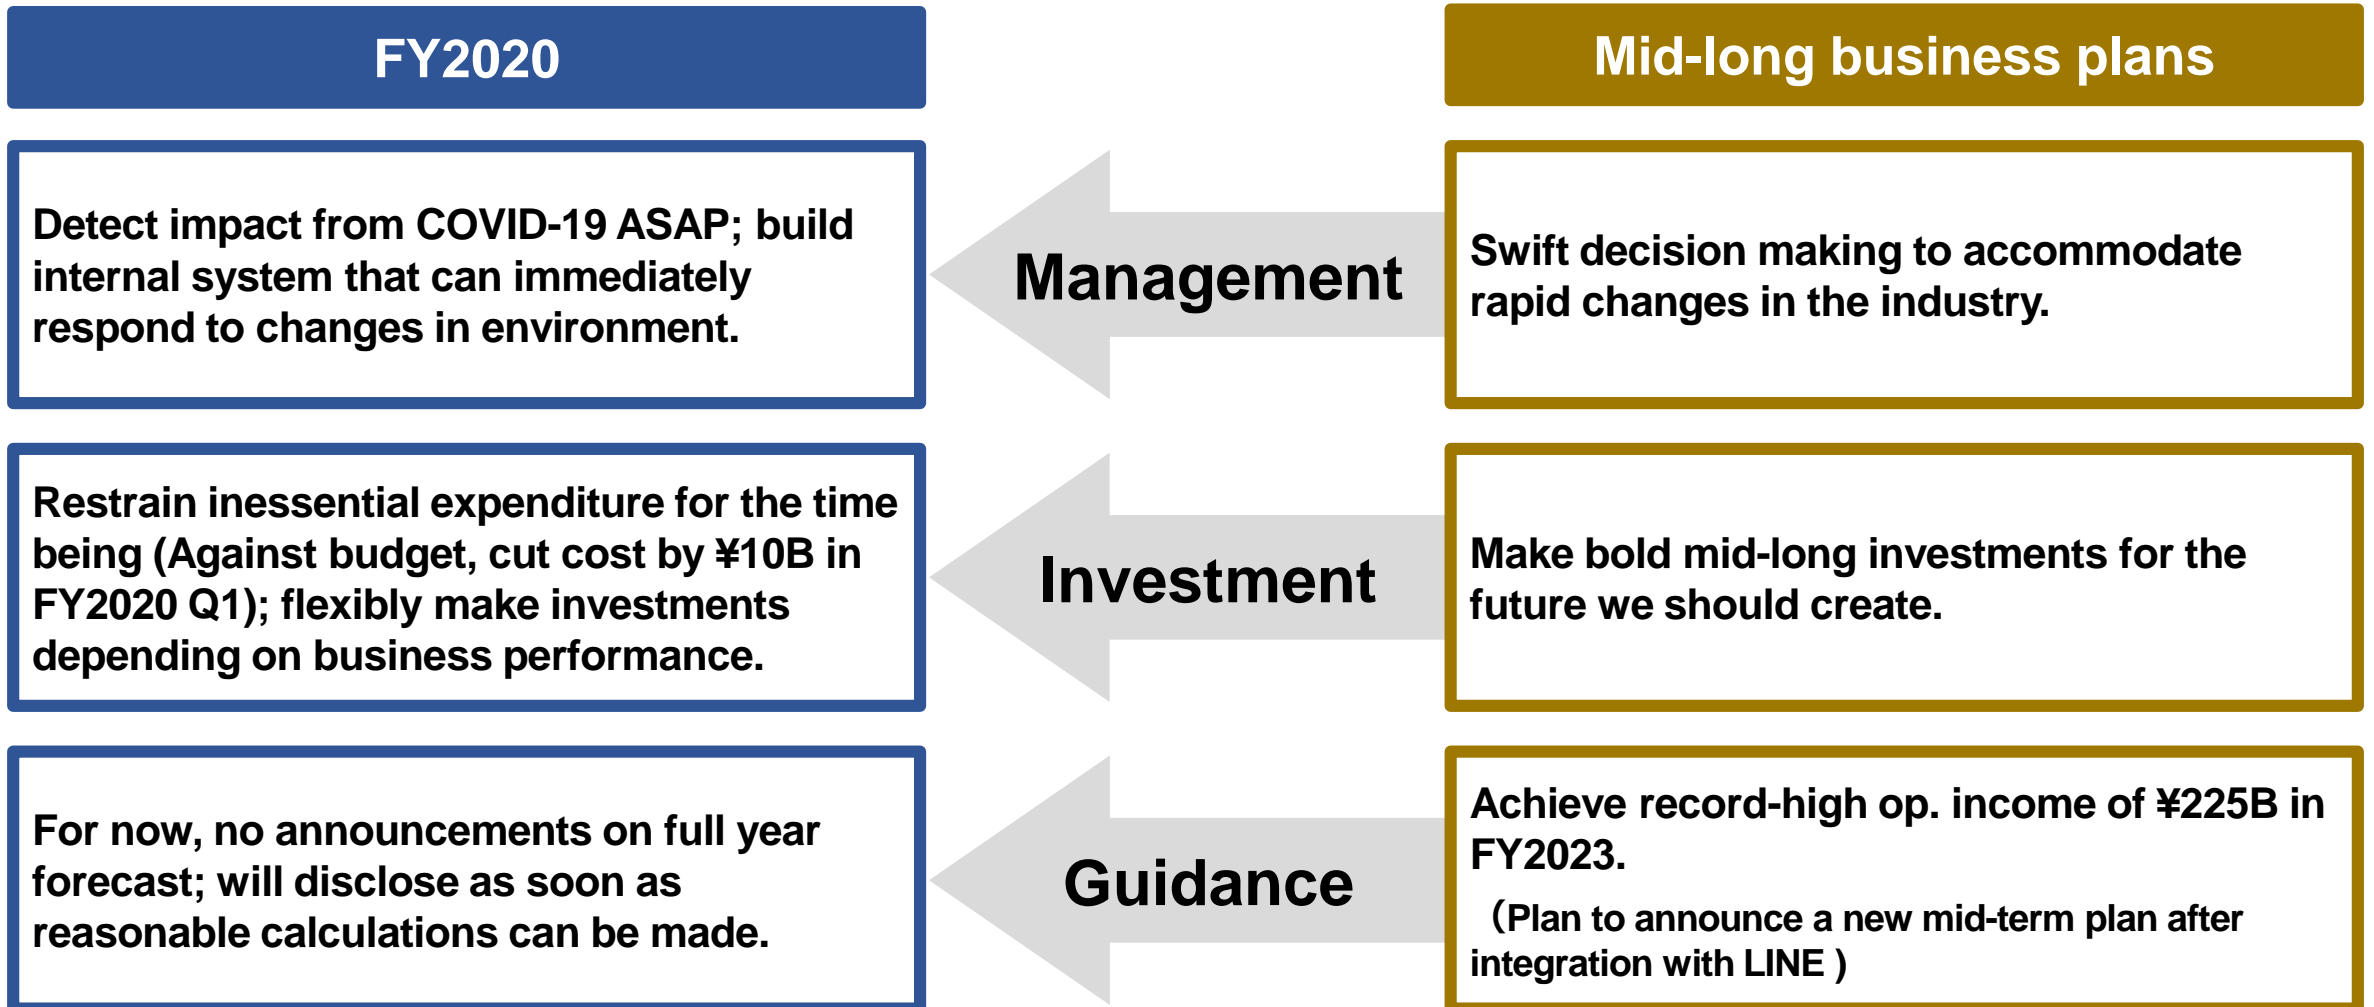 FY2020
Mid-long business plans
Detect impact from COVID-19 ASAP; build
internal system that can immediately
respond to changes in environment.
Management
Swift decision making to accommodate
rapid changes in the industry.
Restrain inessential expenditure for the time
being (Against budget, cut cost by ¥10B in
FY2020 Q1); flexibly make investments
depending on business performance.
Investment
Make bold mid-long investments for the
future we should create.
For now, no announcements on full year
forecast; will disclose as soon as
reasonable calculations can be made.
Guidance
Achieve record-high op. income of ¥225B in
FY2023.
（Plan to announce a new mid-term plan after
integration with LINE )